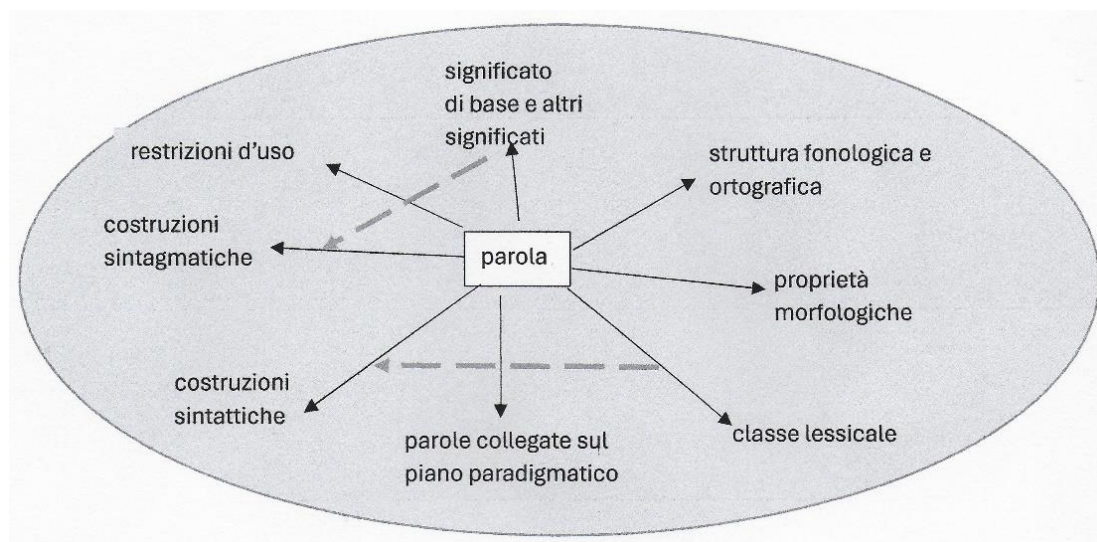 significato
di base e altri
significati
restrizioni d'uso
struttura fonologica e
ortografica
costruzioni
sintagmatiche
parola
proprietà
morfologiche
costruzioni
sintattiche
parole collegate sul
piano paradigmatico
classe lessicale